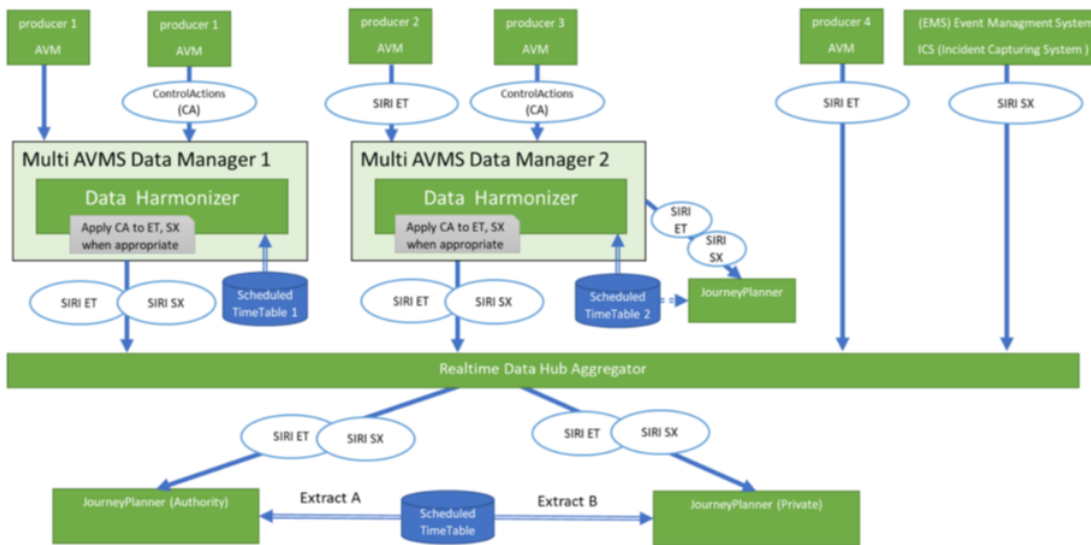 producer 1
AVM
producer 1
AVM
producer 2
AVM
producer 3
AVM
producer 4
AVM
(EMS) Event Managment System
ICS (Incident Capturing System )
ControlActions
(CA)
SIRI ET
ControlActions
(CA)
SIRI ET
SIRI SX
Multi AVMS Data Manager 1
Data Harmonizer
Apply CA to ET, SX
when appropriate
Multi AVMS Data Manager 2
Data Harmonizer
Apply CA to ET, SX
when appropriate
SIRI
ET
SIRI
SX
SIRI ET
SIRI SX
Scheduled
TimeTable 1
SIRI ET
SIRI SX
Scheduled
TimeTable 2
JourneyPlanner
Realtime Data Hub Aggregator
SIRI ET
SIRI SX
SIRI ET
SIRI SX
JourneyPlanner (Authority)
Extract A
Scheduled
TimeTable
Extract B
JourneyPlanner (Private)